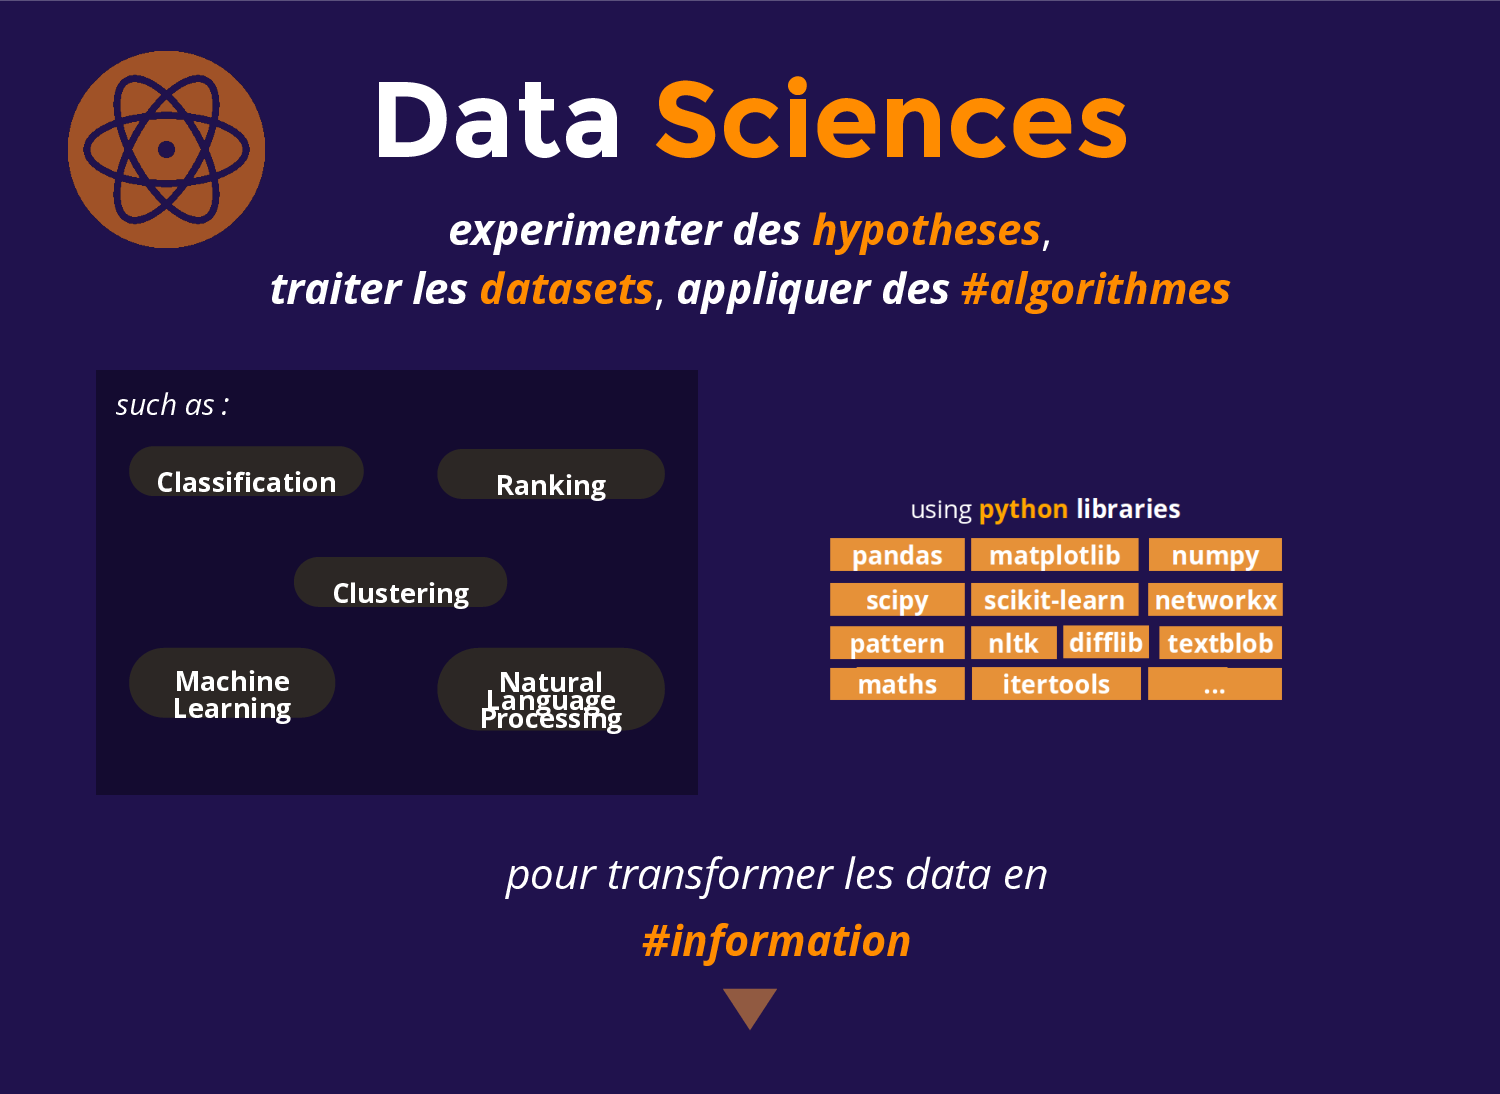 Data Sciences
experimenter des hypotheses,
traiter les datasets, appliquer des #algorithmes
such as :
Classification
Ranking
Clustering
Machine
Learning
Natural
Language
Processing
using python libraries
pandas matplotlib numpy
scipy scikit-learn networkx
pattern nltk difflib textblob
maths itertools ...
pour transformer les data en
#information